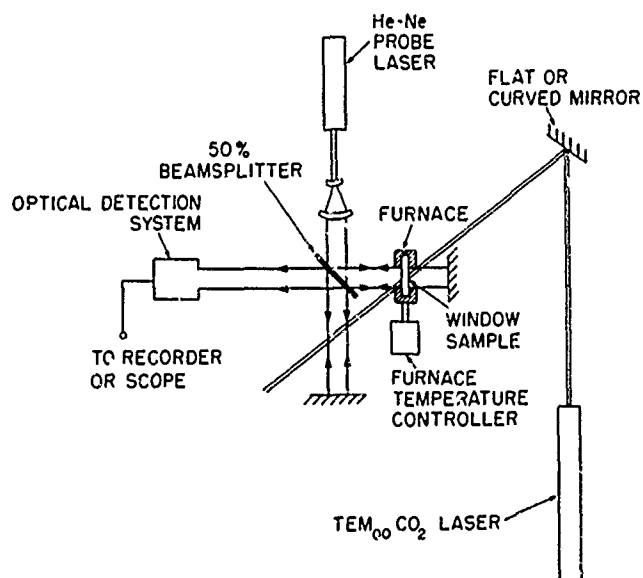 He-Ne
PROBE
LASER
FLAT OR
CURVED MIRROR
50%
BEAMSPLITTER
OPTICAL DETECTION
SYSTEM
FURNACE
WINDOW
SAMPLE
TO RECORDER
OR SCOPE
FURNACE
TEMPERATURE
CONTROLLER
TEM₀₀ CO₂ LASER